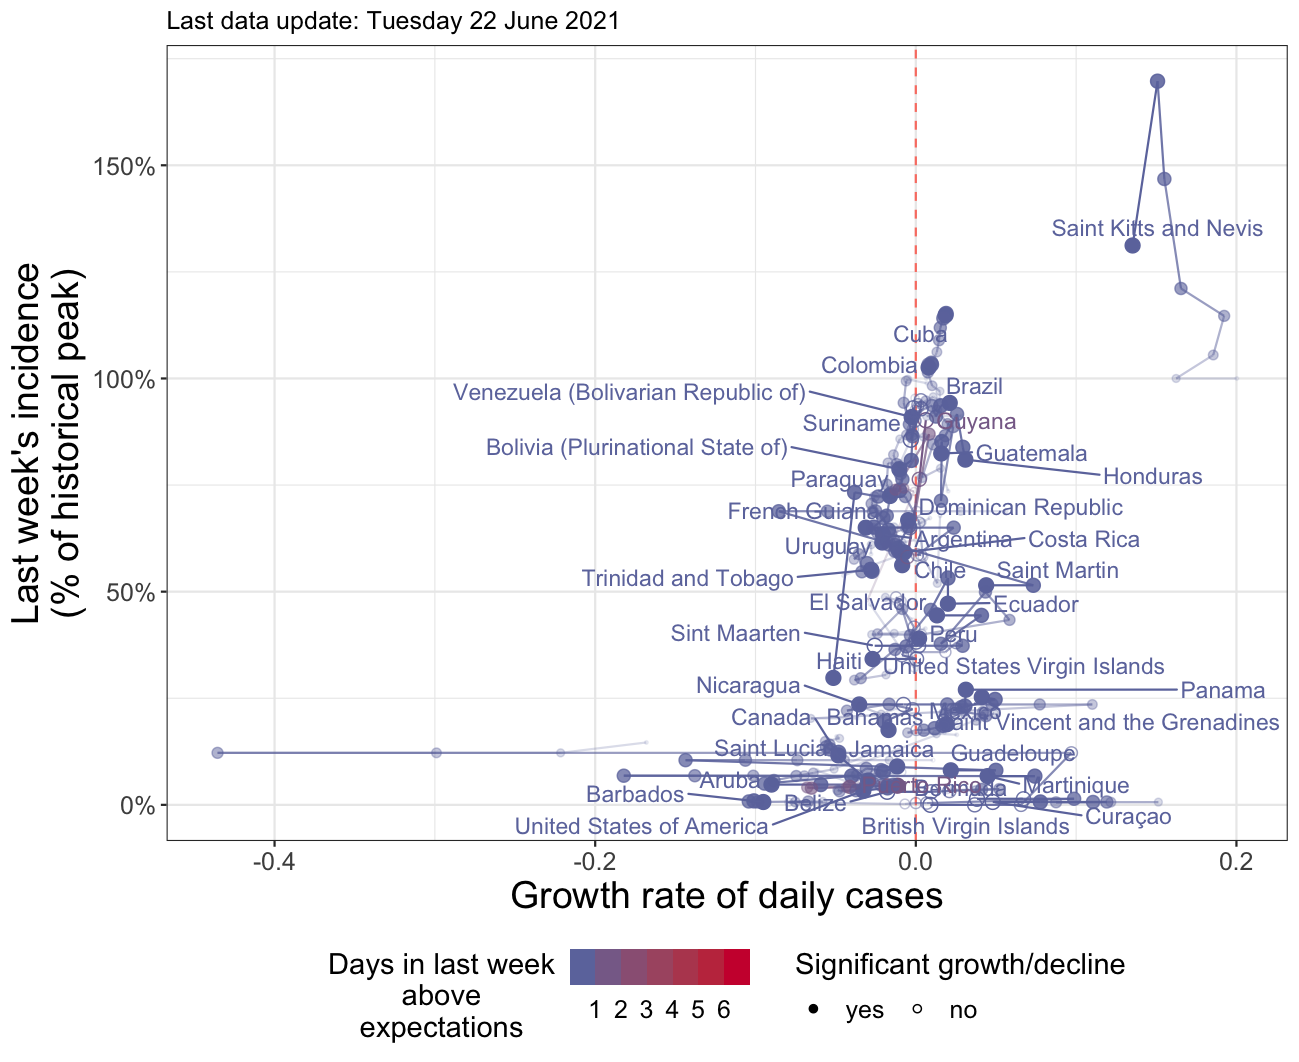 Last data update: Tuesday 22 June 2021
150%
100%
50%
0%
Last week's incidence
(% of historical peak)
Saint Kitts and Nevis
Cuba
Colombia
Brazil
Venezuela (Bolivarian Republic of)
Suriname
Guyana
Bolivia (Plurinational State of)
Guatemala
Honduras
Paraguay
French Guiana
Dominican Republic
Uruguay
Argentina
Costa Rica
Trinidad and Tobago
Chile
Saint Martin
El Salvador
Ecuador
Sint Maarten
Peru
Haiti
United States Virgin Islands
Nicaragua
Panama
Canada
Bahamas
Mexico
Saint Vincent and the Grenadines
Saint Lucia
Jamaica
Guadeloupe
Aruba
Puerto Rico
Bermuda
Martinique
Barbados
Belize
Curaçao
United States of America
British Virgin Islands
-0.4
-0.2
0.0
0.2
Growth rate of daily cases
Days in last week
above
expectations
1 2 3 4 5 6
Significant growth/decline
yes
no